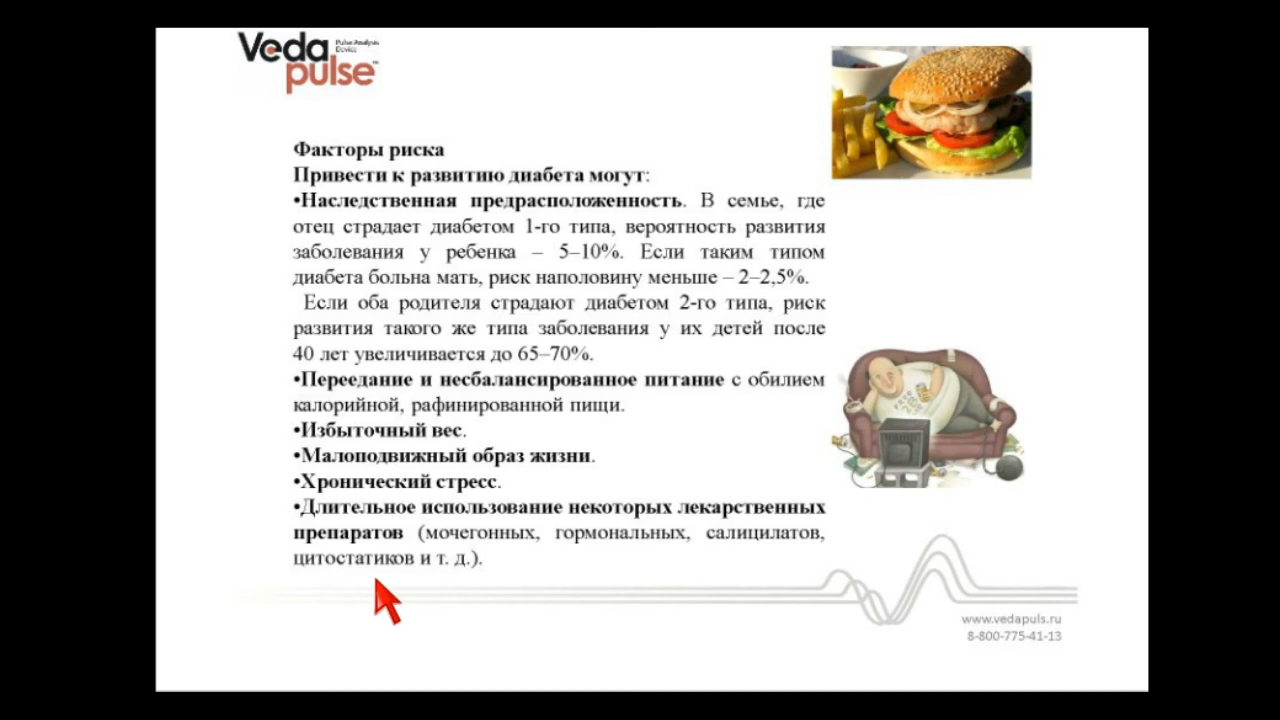 Veda
Pulse Analysis
Device
pulse™
Факторы риска
Привести к развитию диабета могут:
•Наследственная предрасположенность. В семье, где
отец страдает диабетом 1-го типа, вероятность развития
заболевания у ребенка – 5–10%. Если таким типом
диабета больна мать, риск наполовину меньше – 2–2,5%.
Если оба родителя страдают диабетом 2-го типа, риск
развития такого же типа заболевания у их детей после
40 лет увеличивается до 65–70%.
•Переедание и несбалансированное питание с обилием
калорийной, рафинированной пищи.
•Избыточный вес.
•Малоподвижный образ жизни.
•Хронический стресс.
•Длительное использование некоторых лекарственных
препаратов (мочегонных, гормональных, салицилатов,
цитостатиков и т. д.).
www.vedapuls.ru
8-800-775-41-13